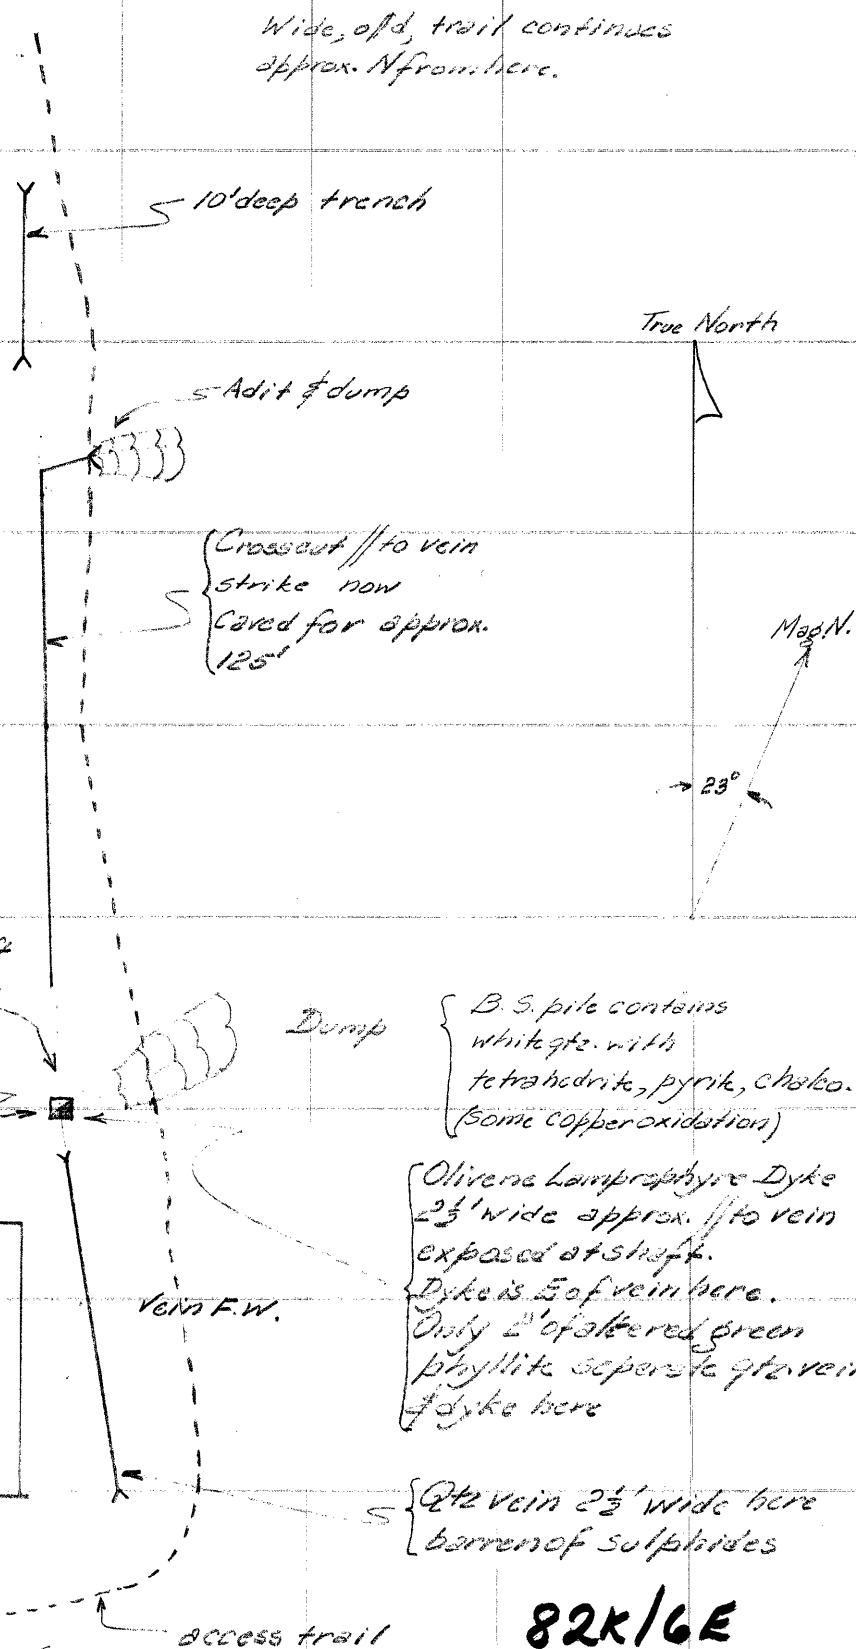 Wide, old, trail continues
approx. N from here.
10' deep trench
True North
Adit & dump
Crosscut // to vein
strike now
Caved for approx.
125'
Mag. N.
23°
Dump
B.S. pile contains
white qtz. with
tetrahedrite, pyrite, chalco.
(some copper oxidation)
Olivene Lamprophyre Dyke
2½' wide approx. // to vein
exposed at shaft.
Dyke is E of vein here.
Only 2' of altered green
phyllite seperate qtz. vein
& dyke here
Vein F.W.
Qtz vein 2½' wide here
barren of sulphides
access trail
82K/6E